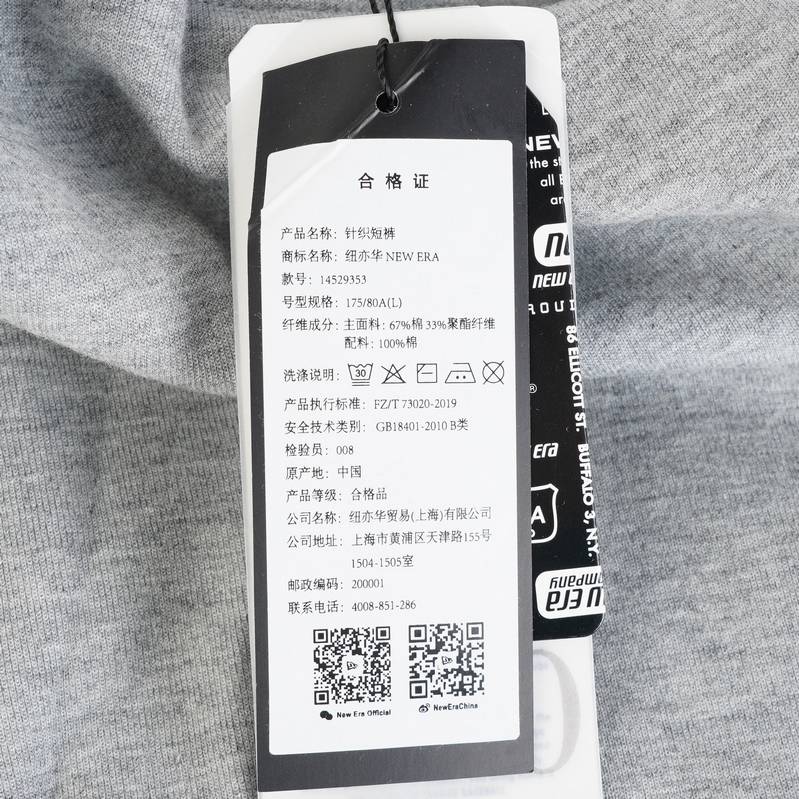 合格证
产品名称：针织短裤
商标名称：纽亦华 NEW ERA
款号：14529353
号型规格：175/80A(L)
纤维成分：主面料：67%棉 33%聚酯纤维
配料：100%棉
洗涤说明：
30
产品执行标准：FZ/T 73020-2019
安全技术类别：GB18401-2010 B类
检验员：008
原产地：中国
产品等级：合格品
公司名称：纽亦华贸易(上海)有限公司
公司地址：上海市黄浦区天津路155号
1504-1505室
邮政编码：200001
联系电话：4008-851-286
New Era Official
NewEraChina
the
all
NEW
86 ELLICOTT ST. BUFFALO 3, N.Y.
ERA
ERA